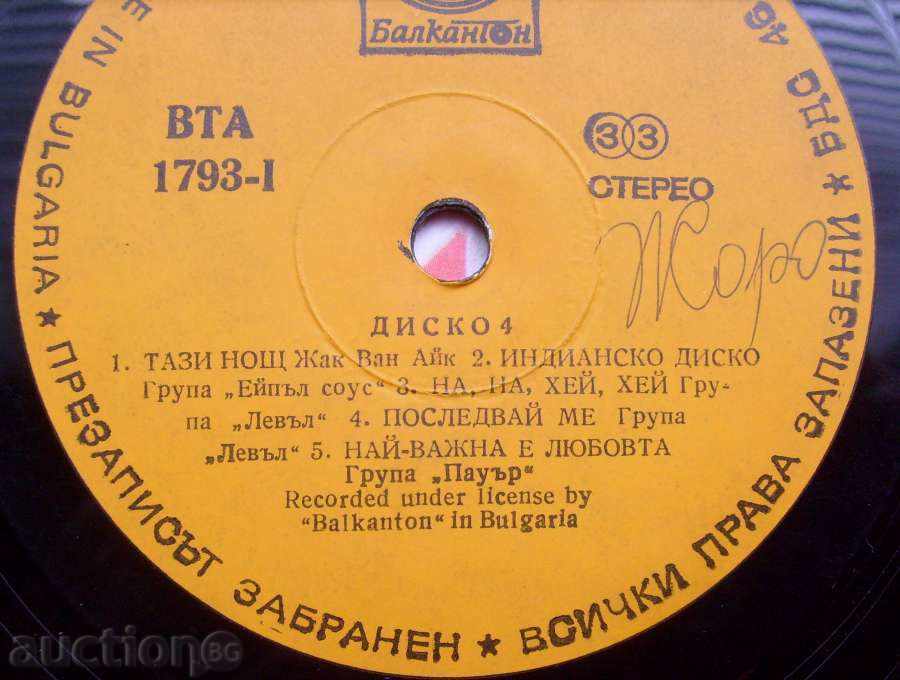 Балкантон
ВТА
1793-I
33
СТЕРЕО
Жоро
ДИСКО 4
1. ТАЗИ НОЩ Жак Ван Айк 2. ИНДИАНСКО ДИСКО
Група „Ейпъл соус“ 3. НА, НА, ХЕЙ, ХЕЙ Гру-
па „Левъл“ 4. ПОСЛЕДВАЙ МЕ Група
„Левъл“ 5. НАЙ-ВАЖНА Е ЛЮБОВТА
Група „Пауър“
Recorded under license by
“Balkanton“ in Bulgaria
E IN BULGARIA ★ ПРЕЗАПИСЪТ ЗАБРАНЕН ★ ВСИЧКИ ПРАВА ЗАПАЗЕНИ ★ БДС 46
auction BG